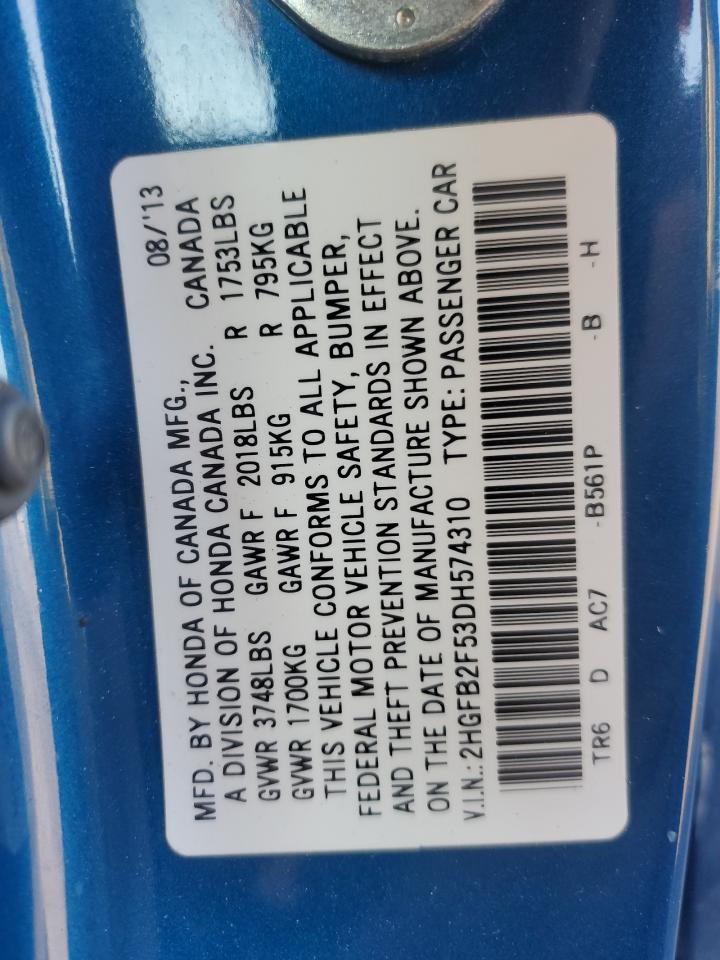 MFD. BY HONDA OF CANADA MFG., 08/'13
A DIVISION OF HONDA CANADA INC. CANADA
GVWR 3748LBS GAWR F 2018LBS R 1753LBS
GVWR 1700KG GAWR F 915KG R 795KG
THIS VEHICLE CONFORMS TO ALL APPLICABLE
FEDERAL MOTOR VEHICLE SAFETY, BUMPER,
AND THEFT PREVENTION STANDARDS IN EFFECT
ON THE DATE OF MANUFACTURE SHOWN ABOVE.
V.I.N.:2HGFB2F53DH574310 TYPE:PASSENGER CAR
TR6 D AC7 -B561P -B -H